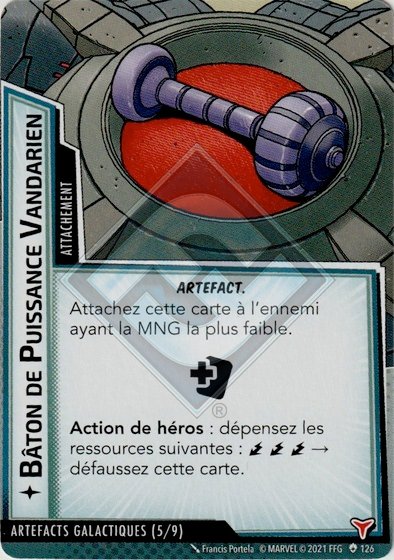 BÂTON DE PUISSANCE VANDARIEN
ATTACHEMENT
ARTEFACT.
Attachez cette carte à l'ennemi
ayant la MNG la plus faible.
Action de héros : dépensez les
ressources suivantes : →
défaussez cette carte.
ARTEFACTS GALACTIQUES (5/9)
Francis Portela © MARVEL © 2021 FFG 126